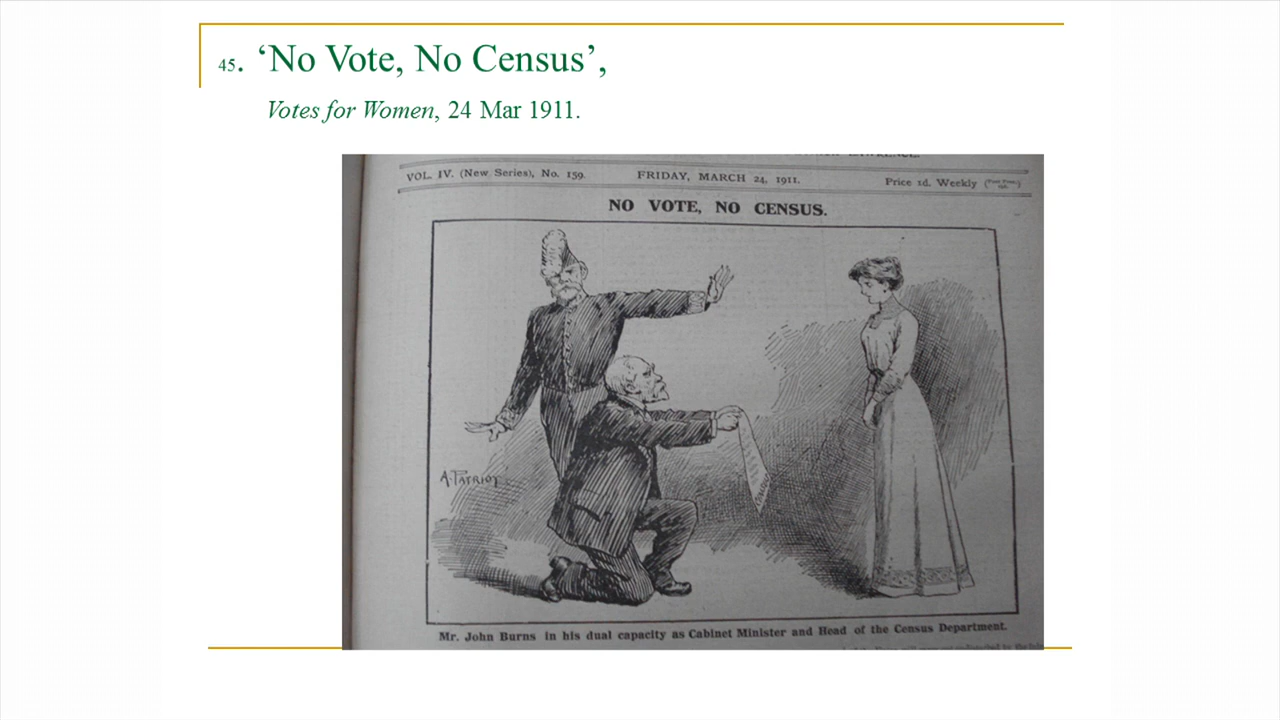 45. ‘No Vote, No Census’,
Votes for Women, 24 Mar 1911.
VOL. IV. (New Series), No. 159.
FRIDAY, MARCH 24, 1911.
Price 1d. Weekly
NO VOTE, NO CENSUS.
A. PATRIOT
Mr. John Burns in his dual capacity as Cabinet Minister and Head of the Census Department.